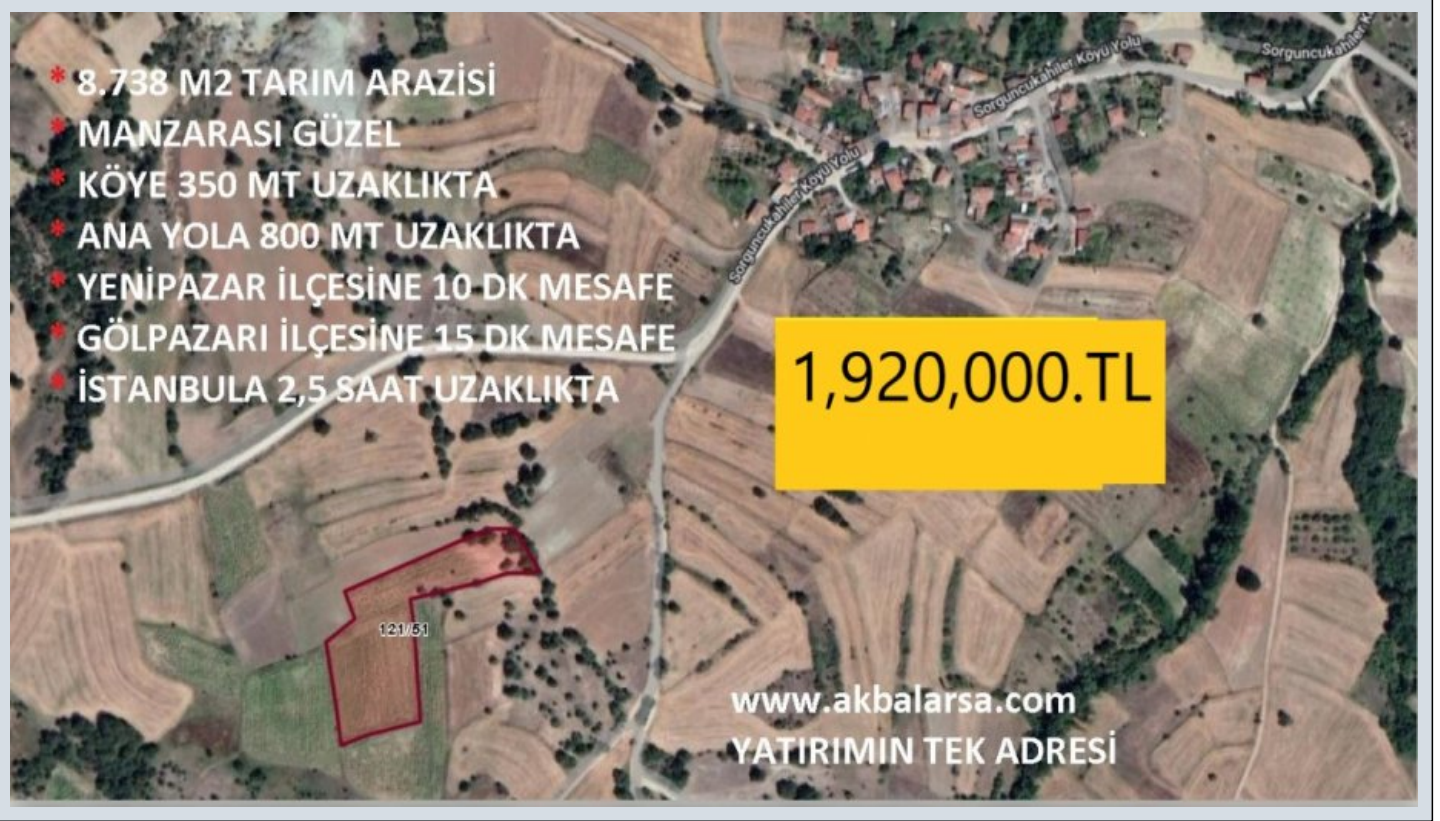 * 8.738 M2 TARIM ARAZİSİ
* MANZARASI GÜZEL
* KÖYE 350 MT UZAKLIKTA
* ANA YOLA 800 MT UZAKLIKTA
* YENİPAZAR İLÇESİNE 10 DK MESAFE
* GÖLPAZARI İLÇESİNE 15 DK MESAFE
* İSTANBULA 2,5 SAAT UZAKLIKTA
Sorguncukahiler Köyü Yolu
Sorguncukahiler
Sorguncukahiler Köyü Yolu
1,920,000.TL
121/51
www.akbalarsa.com
YATIRIMIN TEK ADRESİ